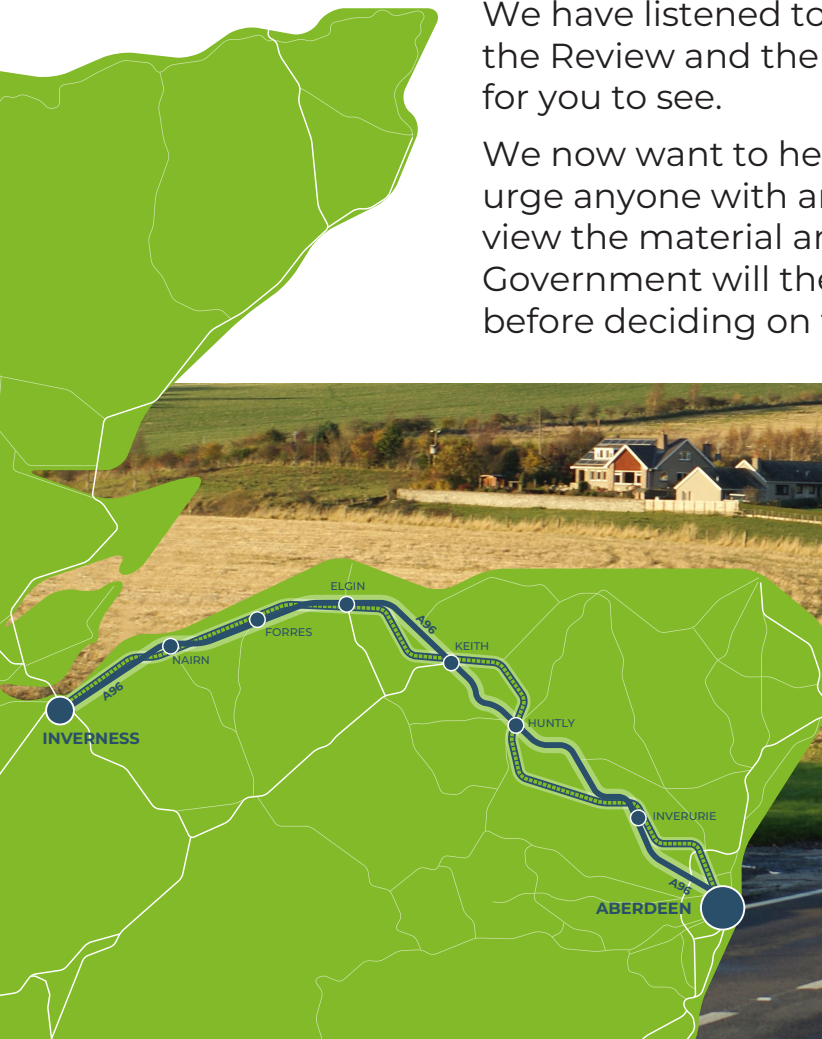 We have listened to
the Review and the
for you to see.
We now want to he
urge anyone with a
view the material a
Government will the
before deciding on
ELGIN
A96
FORRES
KEITH
NAIRN
A96
INVERNESS
HUNTLY
INVERURIE
A96
ABERDEEN